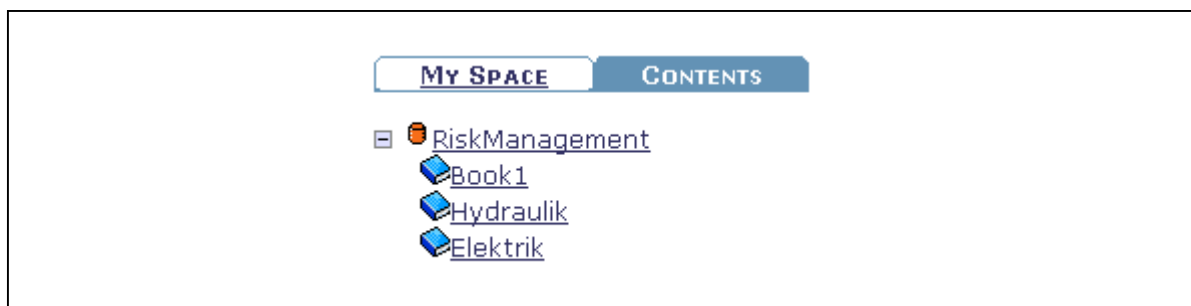 My Space Contents
RiskManagement
Book1
Hydraulik
Elektrik